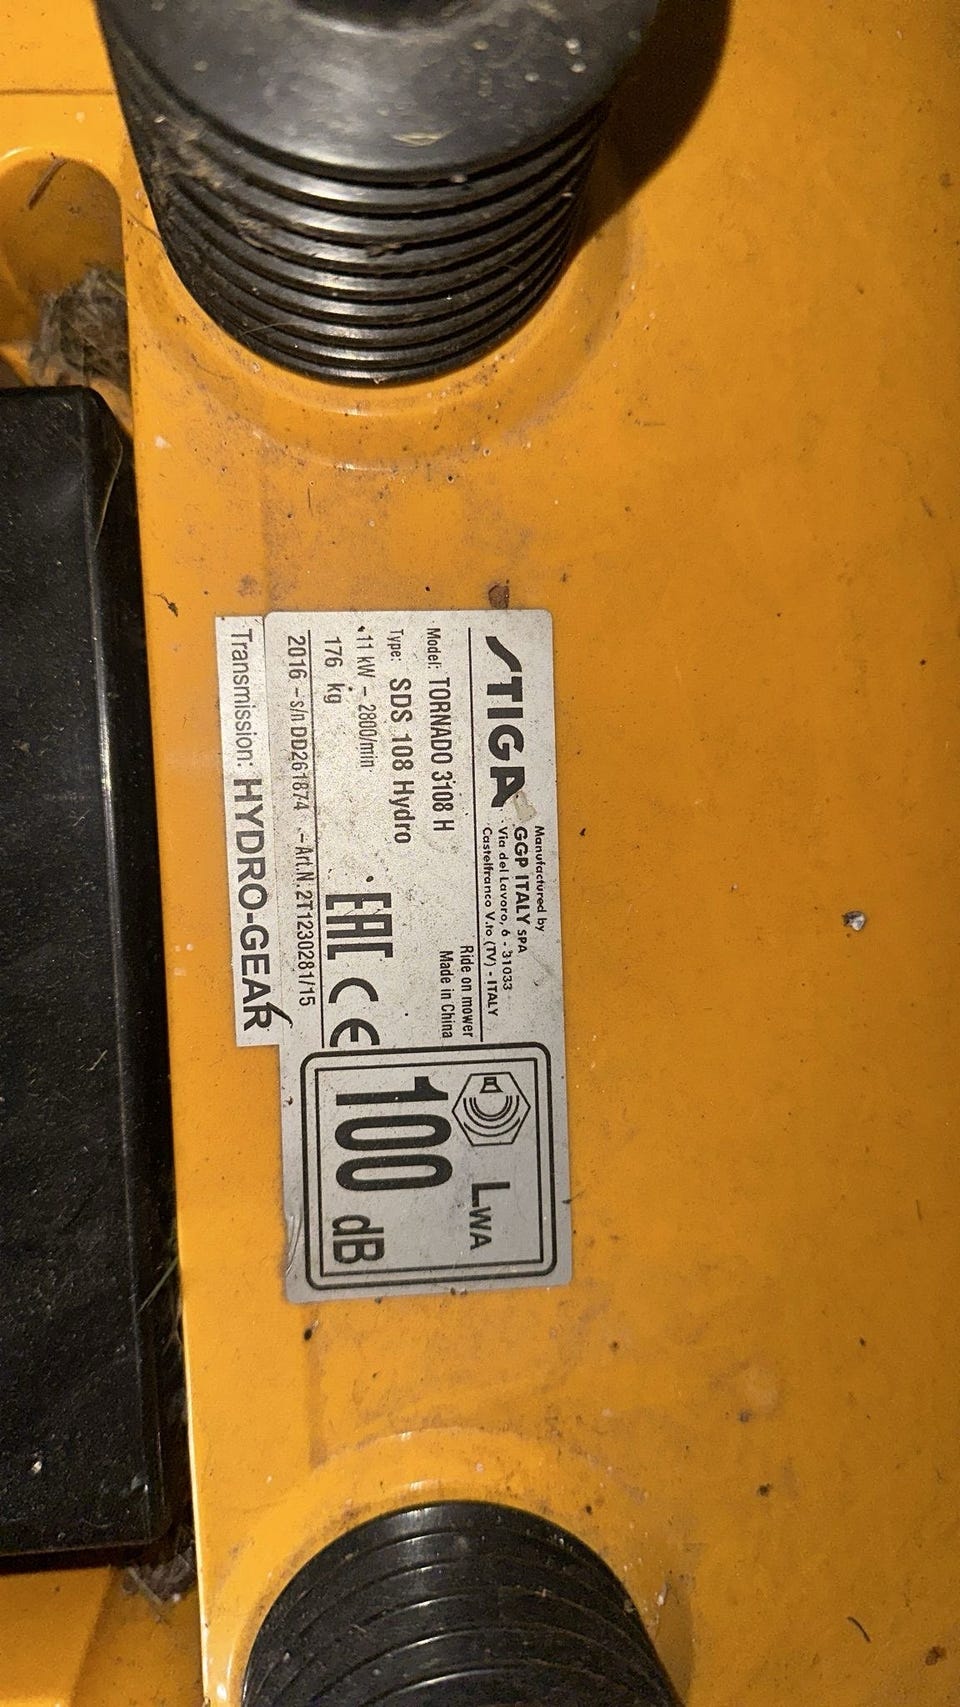 STIGA
Manufactured by
GGP ITALY SPA
Via del Lavoro, 6 - 31033
Castelfranco V.to (TV) - ITALY
Model: TORNADO 3108 H
Ride on mower
Made in China
Type: SDS 108 Hydro
11 kW - 2800/min
176 kg
EAC CE
2016 - s/n DD261874 - Art.N. 2T1230281/15
Transmission: HYDRO-GEAR
LWA
100 dB